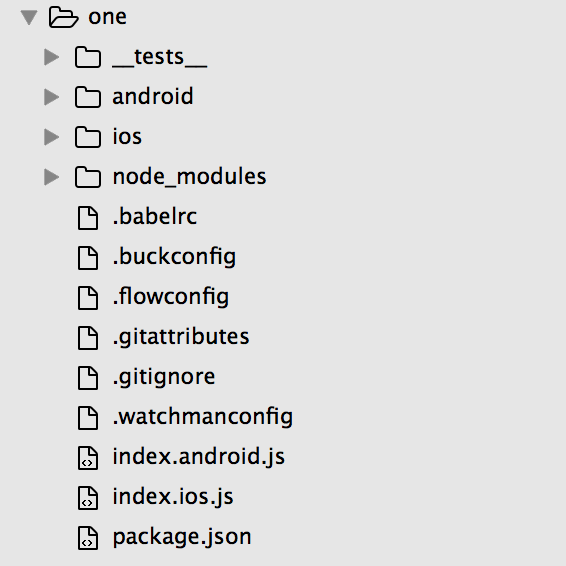 one
__tests__
android
ios
node_modules
.babelrc
.buckconfig
.flowconfig
.gitattributes
.gitignore
.watchmanconfig
index.android.js
index.ios.js
package.json